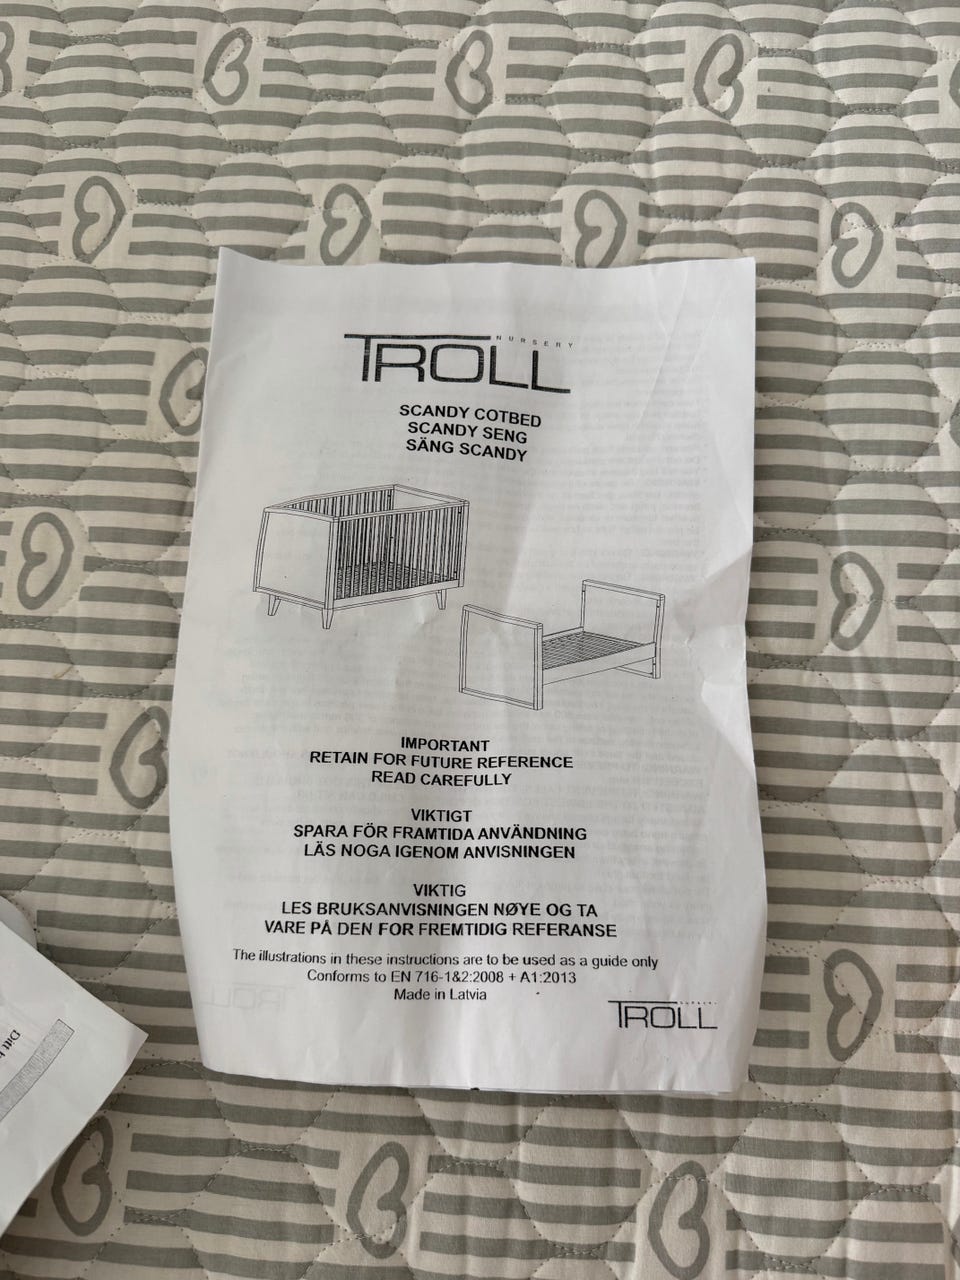 NURSERY
TROLL
SCANDY COTBED
SCANDY SENG
SÄNG SCANDY
IMPORTANT
RETAIN FOR FUTURE REFERENCE
READ CAREFULLY
VIKTIGT
SPARA FÖR FRAMTIDA ANVÄNDNING
LÄS NOGA IGENOM ANVISNINGEN
VIKTIG
LES BRUKSANVISNINGEN NØYE OG TA
VARE PÅ DEN FOR FREMTIDIG REFERANSE
The illustrations in these instructions are to be used as a guide only
Conforms to EN 716-1&2:2008 + A1:2013
Made in Latvia
NURSERY
TROLL
Ditt